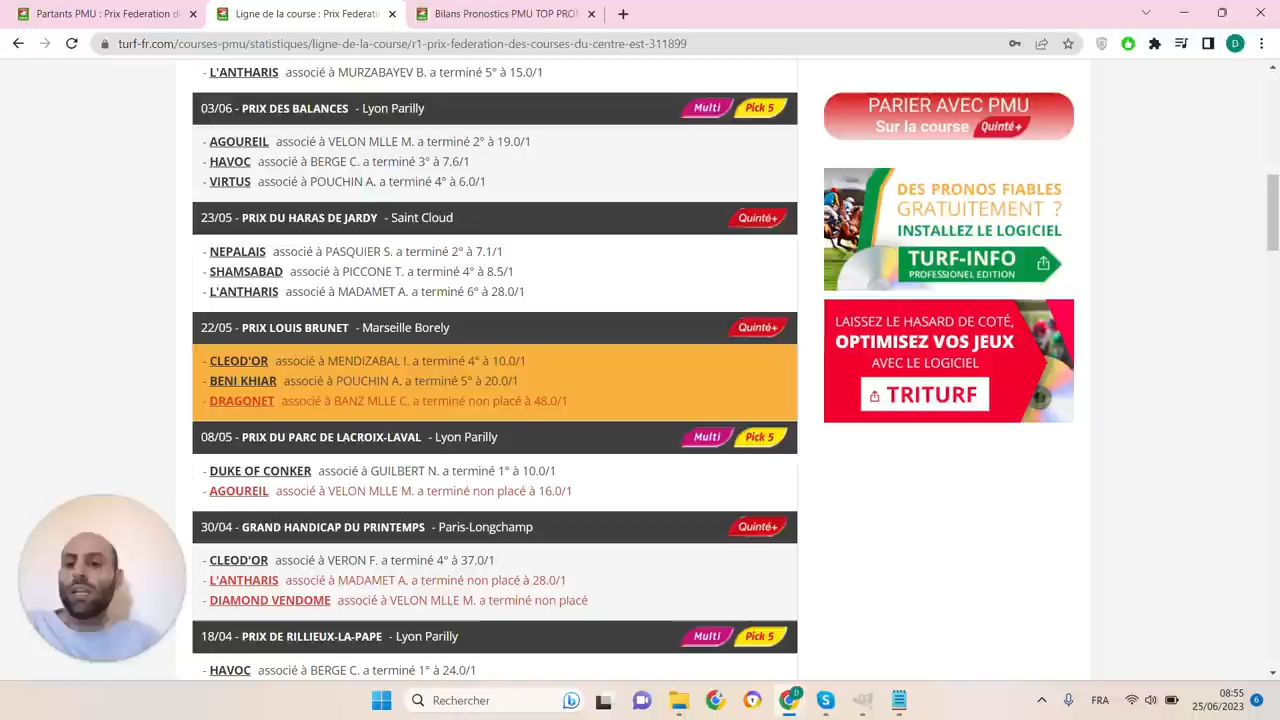 Partants PMU : Prix Federation d
Ligne de la course : Prix Federati
Bilans Pronostics PMU TOP PRO
turf-fr.com/courses-pmu/statistiques/ligne-de-la-course/r1-prix-federation-des-courses-du-centre-est-311899
D
- L'ANTHARIS associé à MURZABAYEV B. a terminé 5° à 15.0/1
03/06 - PRIX DES BALANCES - Lyon Parilly Multi Pick 5
- AGOUREIL associé à VELON MLLE M. a terminé 2° à 19.0/1
- HAVOC associé à BERGE C. a terminé 3° à 7.6/1
- VIRTUS associé à POUCHIN A. a terminé 4° à 6.0/1
23/05 - PRIX DU HARAS DE JARDY - Saint Cloud Quinté+
- NEPALAIS associé à PASQUIER S. a terminé 2° à 7.1/1
- SHAMSABAD associé à PICCONE T. a terminé 4° à 8.5/1
- L'ANTHARIS associé à MADAMET A. a terminé 6° à 28.0/1
22/05 - PRIX LOUIS BRUNET - Marseille Borely Quinté+
- CLEOD'OR associé à MENDIZABAL I. a terminé 4° à 10.0/1
- BENI KHIAR associé à POUCHIN A. a terminé 5° à 20.0/1
- DRAGONET associé à BANZ MLLE C. a terminé non placé à 48.0/1
08/05 - PRIX DU PARC DE LACROIX-LAVAL - Lyon Parilly Multi Pick 5
- DUKE OF CONKER associé à GUILBERT N. a terminé 1° à 10.0/1
- AGOUREIL associé à VELON MLLE M. a terminé non placé à 16.0/1
30/04 - GRAND HANDICAP DU PRINTEMPS - Paris-Longchamp Quinté+
- CLEOD'OR associé à VERON F. a terminé 4° à 37.0/1
- L'ANTHARIS associé à MADAMET A. a terminé non placé à 28.0/1
- DIAMOND VENDOME associé à VELON MLLE M. a terminé non placé
18/04 - PRIX DE RILLIEUX-LA-PAPE - Lyon Parilly Multi Pick 5
- HAVOC associé à BERGE C. a terminé 1° à 24.0/1
PARIER AVEC PMU
Sur la course Quinté+
DES PRONOS FIABLES
GRATUITEMENT ?
INSTALLEZ LE LOGICIEL
TURF-INFO
PROFESSIONEL EDITION
LAISSEZ LE HASARD DE COTÉ,
OPTIMISEZ VOS JEUX
AVEC LE LOGICIEL
TRITURF
Rechercher
FRA
08:55
25/06/2023
6